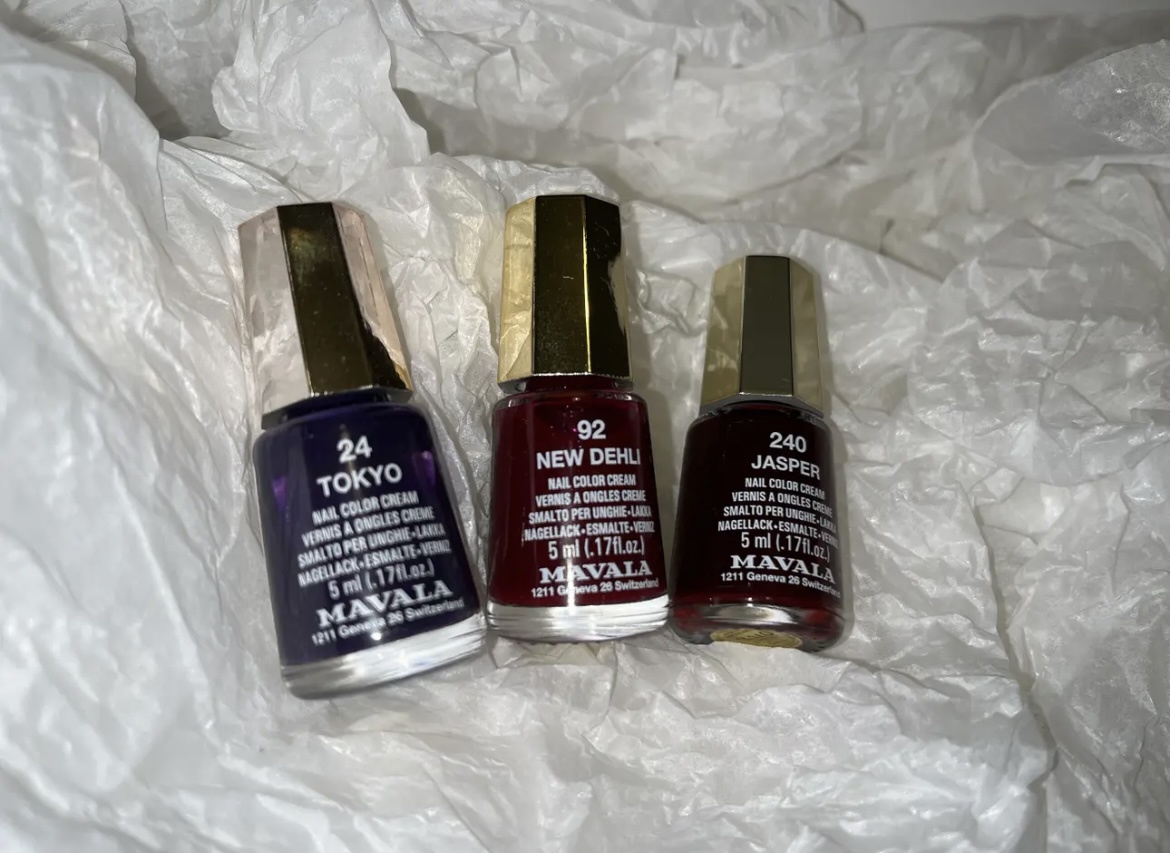 24
TOKYO
NAIL COLOR CREAM
VERNIS A ONGLES CREME
SMALTO PER UNGHIE•LAKKA
NAGELLACK•ESMALTE•VERNIZ
5 ml (.17fl.oz.)
MAVALA
1211 Geneva 26 Switzerland
92
NEW DEHLI
NAIL COLOR CREAM
VERNIS A ONGLES CREME
SMALTO PER UNGHIE•LAKKA
NAGELLACK•ESMALTE•VERNIZ
5 ml (.17fl.oz.)
MAVALA
1211 Geneva 26 Switzerland
240
JASPER
NAIL COLOR CREAM
VERNIS A ONGLES CREME
SMALTO PER UNGHIE•LAKKA
NAGELLACK•ESMALTE•VERNIZ
5 ml (.17fl.oz.)
MAVALA
1211 Geneva 26 Switzerland